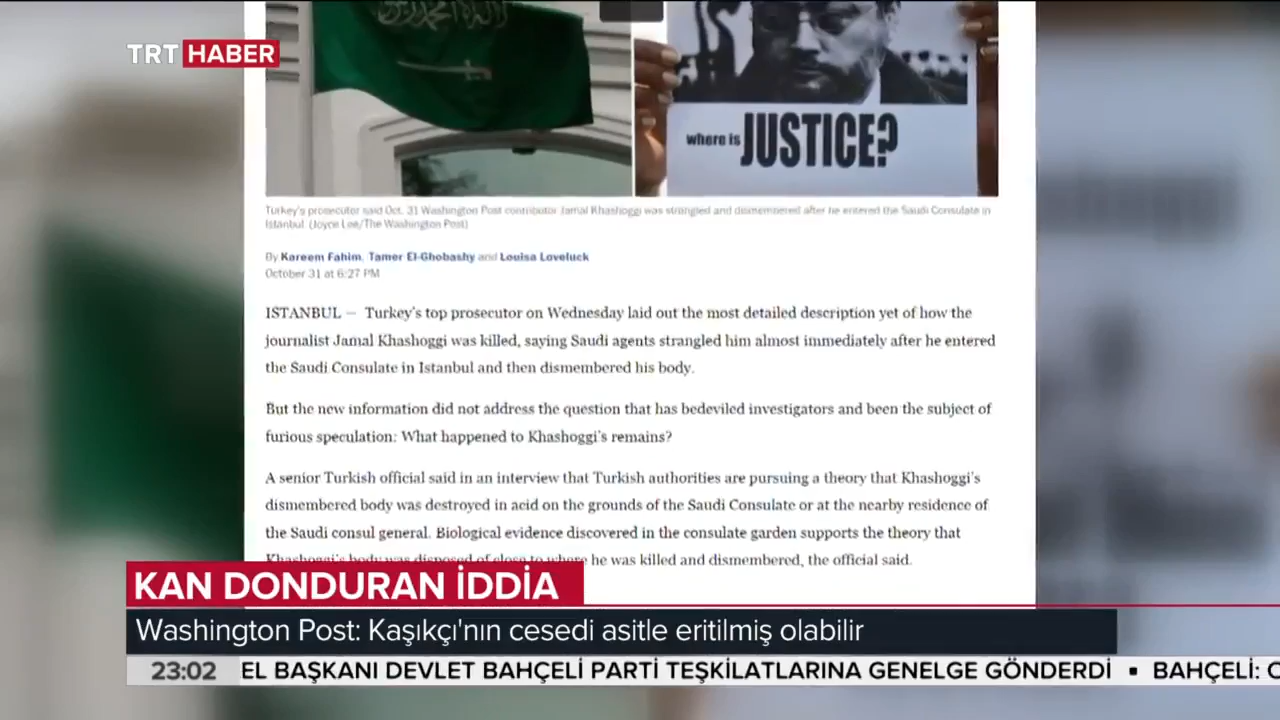 TRT HABER
where is JUSTICE?
Turkey's prosecutor said Oct. 31 Washington Post contributor Jamal Khashoggi was strangled and dismembered after he entered the Saudi Consulate in
Istanbul. (Joyce Lee/The Washington Post)
By Kareem Fahim, Tamer El-Ghobashy and Louisa Loveluck
October 31 at 6:27 PM
ISTANBUL — Turkey's top prosecutor on Wednesday laid out the most detailed description yet of how the
journalist Jamal Khashoggi was killed, saying Saudi agents strangled him almost immediately after he entered
the Saudi Consulate in Istanbul and then dismembered his body.
But the new information did not address the question that has bedeviled investigators and been the subject of
furious speculation: What happened to Khashoggi's remains?
A senior Turkish official said in an interview that Turkish authorities are pursuing a theory that Khashoggi's
dismembered body was destroyed in acid on the grounds of the Saudi Consulate or at the nearby residence of
the Saudi consul general. Biological evidence discovered in the consulate garden supports the theory that
Khashoggi's body was disposed of close to where he was killed and dismembered, the official said.
KAN DONDURAN İDDİA
Washington Post: Kaşıkçı'nın cesedi asitle eritilmiş olabilir
23:02 EL BAŞKANI DEVLET BAHÇELİ PARTİ TEŞKİLATLARINA GENELGE GÖNDERDİ ▪ BAHÇELİ: